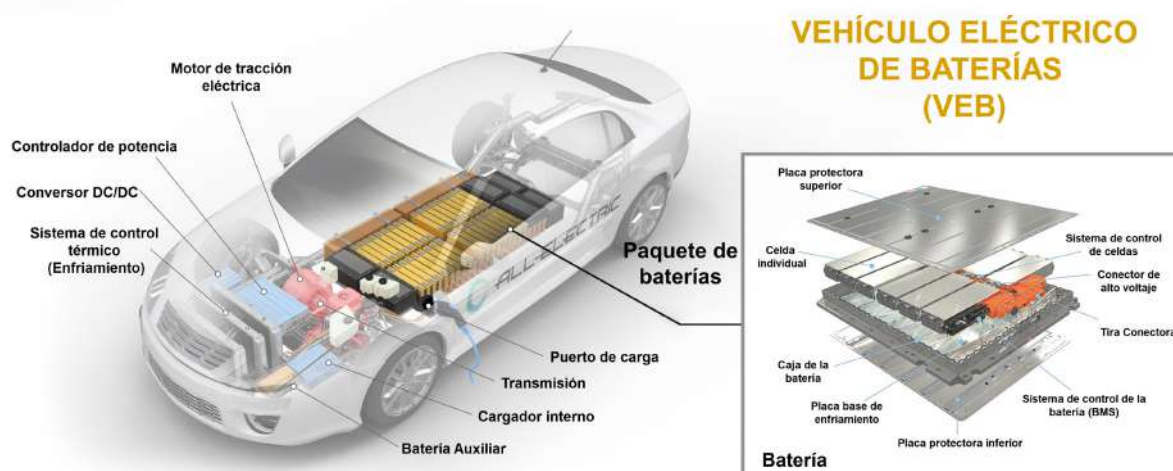 VEHÍCULO ELÉCTRICO
DE BATERÍAS
(VEB)
Motor de tracción
eléctrica
Controlador de potencia
Conversor DC/DC
Sistema de control
térmico
(Enfriamiento)
ALL-ELECTRIC
Paquete de
baterías
Puerto de carga
Transmisión
Cargador interno
Batería Auxiliar
Placa protectora
superior
Celda
individual
Sistema de control
de celdas
Conector de
alto voltaje
Tira Conectora
Caja de la
batería
Placa base de
enfriamiento
Sistema de control de la
batería (BMS)
Placa protectora inferior
Batería